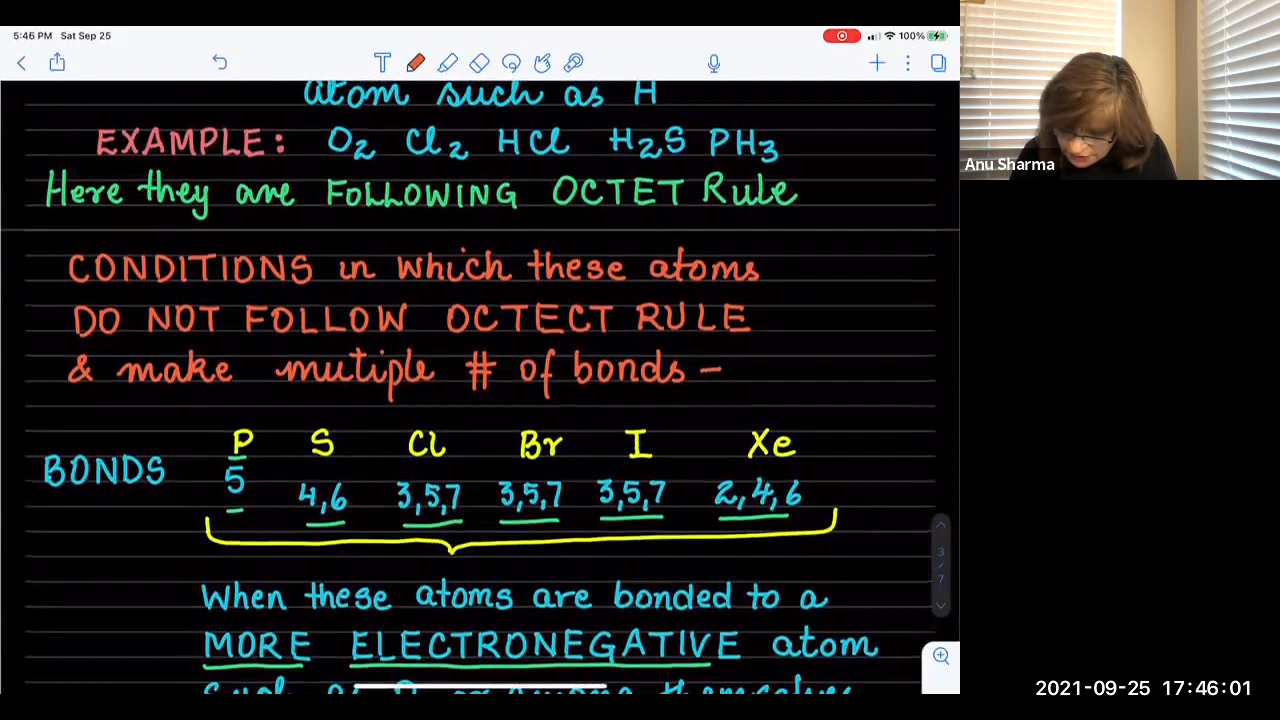 5:46 PM Sat Sep 25
100%
atom such as H
EXAMPLE: O2 Cl2 HCl H2S PH3
Here they are FOLLOWING OCTET Rule
CONDITIONS in which these atoms
DO NOT FOLLOW OCTECT RULE
& make mutiple # of bonds -
P S Cl Br I Xe
BONDS 5 4,6 3,5,7 3,5,7 3,5,7 2,4,6
When these atoms are bonded to a
MORE ELECTRONEGATIVE atom
3/7
Anu Sharma
2021-09-25 17:46:01